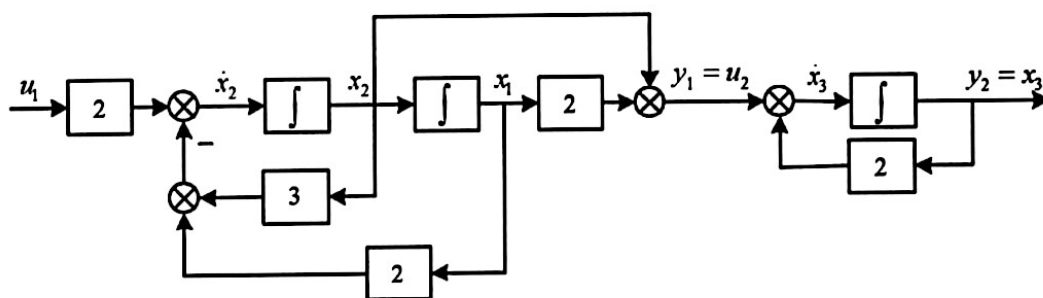 u₁
2
ẋ₂
∫
x₂
∫
x₁
2
y₁ = u₂
ẋ₃
∫
y₂ = x₃
−
3
2
2